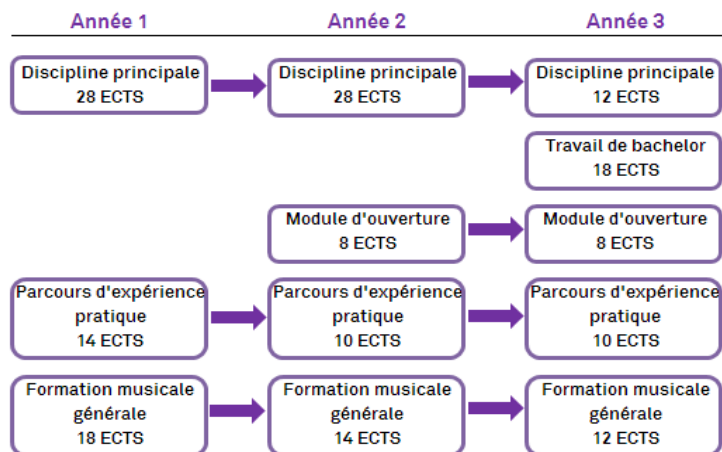 Année 1
Année 2
Année 3
Discipline principale
28 ECTS
Discipline principale
28 ECTS
Discipline principale
12 ECTS
Travail de bachelor
18 ECTS
Module d'ouverture
8 ECTS
Module d'ouverture
8 ECTS
Parcours d'expérience
pratique
14 ECTS
Parcours d'expérience
pratique
10 ECTS
Parcours d'expérience
pratique
10 ECTS
Formation musicale
générale
18 ECTS
Formation musicale
générale
14 ECTS
Formation musicale
générale
12 ECTS